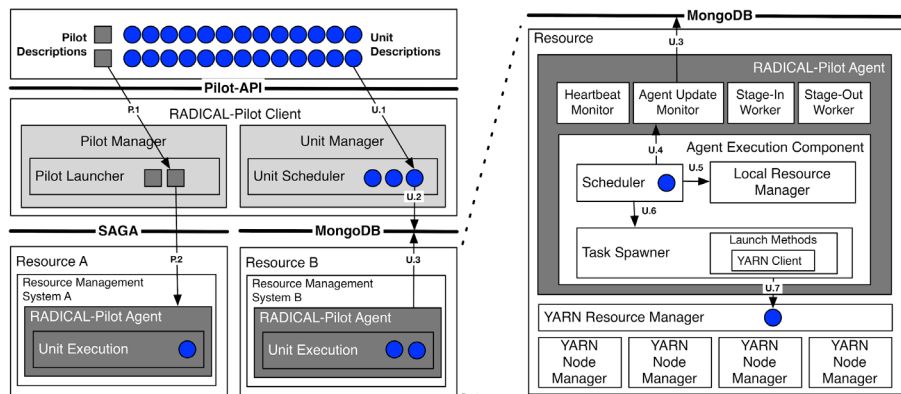 Pilot
Descriptions
Unit
Descriptions
Pilot-API
P.1
U.1
RADICAL-Pilot Client
Pilot Manager
Pilot Launcher
Unit Manager
Unit Scheduler
U.2
SAGA
MongoDB
P.2
U.3
Resource A
Resource Management
System A
RADICAL-Pilot Agent
Unit Execution
Resource B
Resource Management
System B
RADICAL-Pilot Agent
Unit Execution
MongoDB
U.3
Resource
RADICAL-Pilot Agent
Heartbeat
Monitor
Agent Update
Monitor
Stage-In
Worker
Stage-Out
Worker
U.4
Agent Execution Component
Scheduler
U.5
Local Resource
Manager
U.6
Task Spawner
Launch Methods
YARN Client
U.7
YARN Resource Manager
YARN
Node
Manager
YARN
Node
Manager
YARN
Node
Manager
YARN
Node
Manager